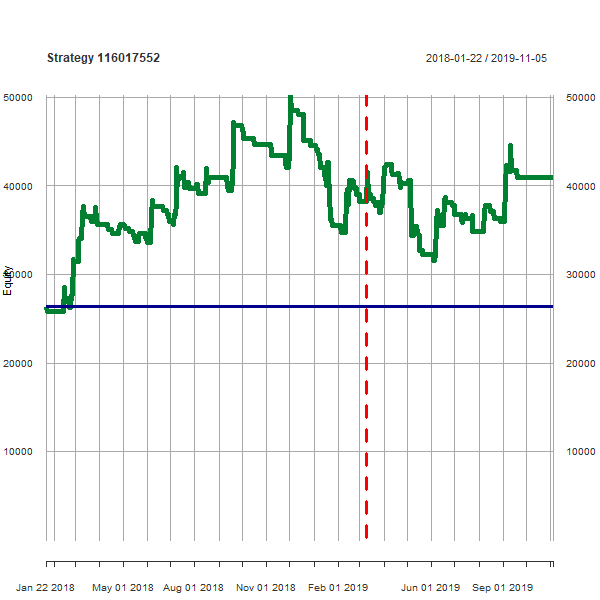 Strategy 116017552
2018-01-22 / 2019-11-05
50000 50000
40000 40000
30000 30000
Equity
20000 20000
10000 10000
Jan 22 2018 May 01 2018 Aug 01 2018 Nov 01 2018 Feb 01 2019 Jun 01 2019 Sep 01 2019